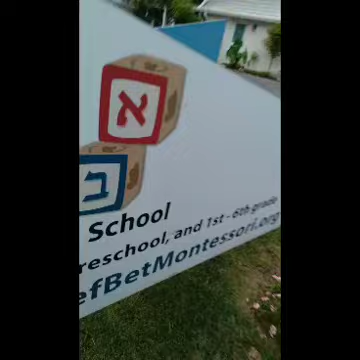 א
ב
School
reschool, and 1st - 6th grade
efBetMontessori.org